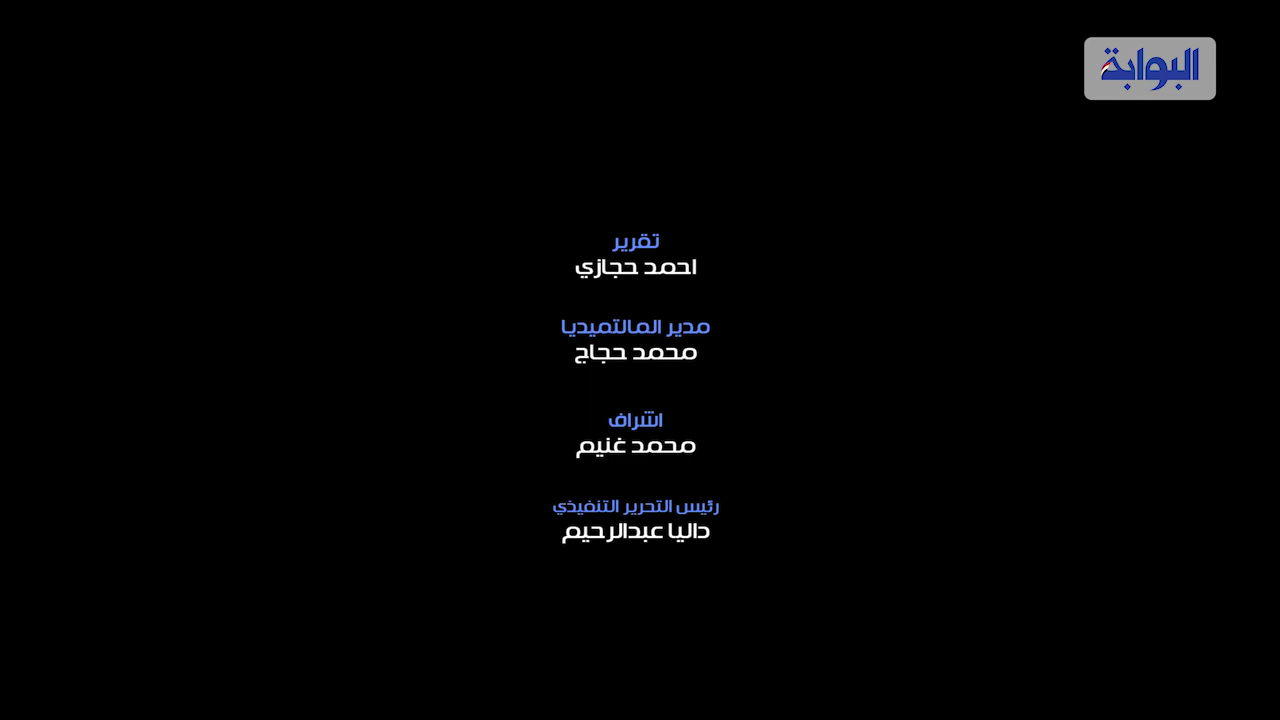 البوابة
تقرير
احمد حجازي
مدير المالتميديا
محمد حجاج
اشراف
محمد غنيم
رئيس التحرير التنفيذي
داليا عبدالرحيم